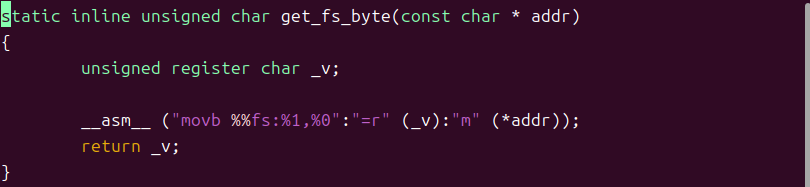 static inline unsigned char get_fs_byte(const char * addr)
{
        unsigned register char _v;

        __asm__ ("movb %%fs:%1,%0":"=r" (_v):"m" (*addr));
        return _v;
}